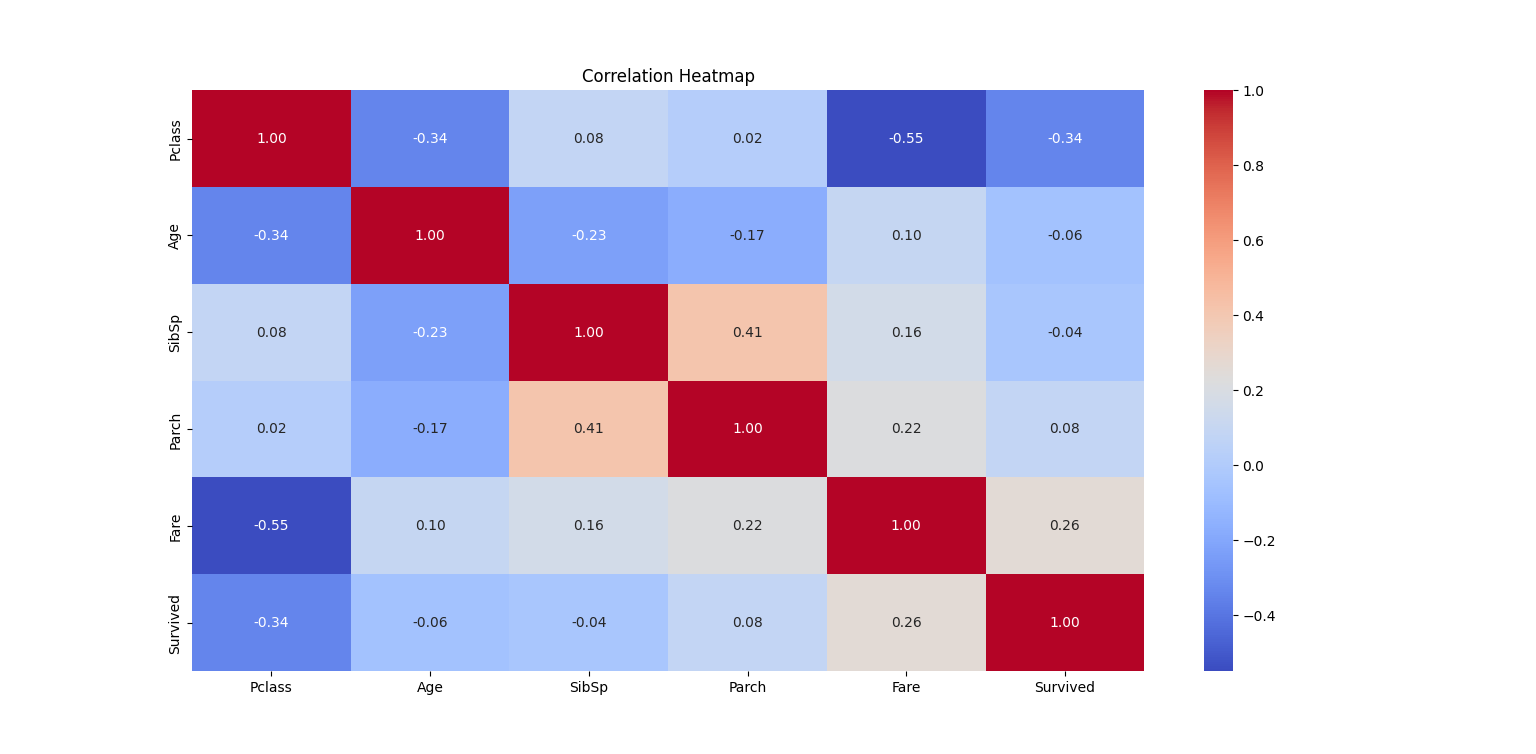 Correlation Heatmap
Pclass 1.00 -0.34 0.08 0.02 -0.55 -0.34
Age -0.34 1.00 -0.23 -0.17 0.10 -0.06
SibSp 0.08 -0.23 1.00 0.41 0.16 -0.04
Parch 0.02 -0.17 0.41 1.00 0.22 0.08
Fare -0.55 0.10 0.16 0.22 1.00 0.26
Survived -0.34 -0.06 -0.04 0.08 0.26 1.00
Pclass Age SibSp Parch Fare Survived
1.0
0.8
0.6
0.4
0.2
0.0
−0.2
−0.4